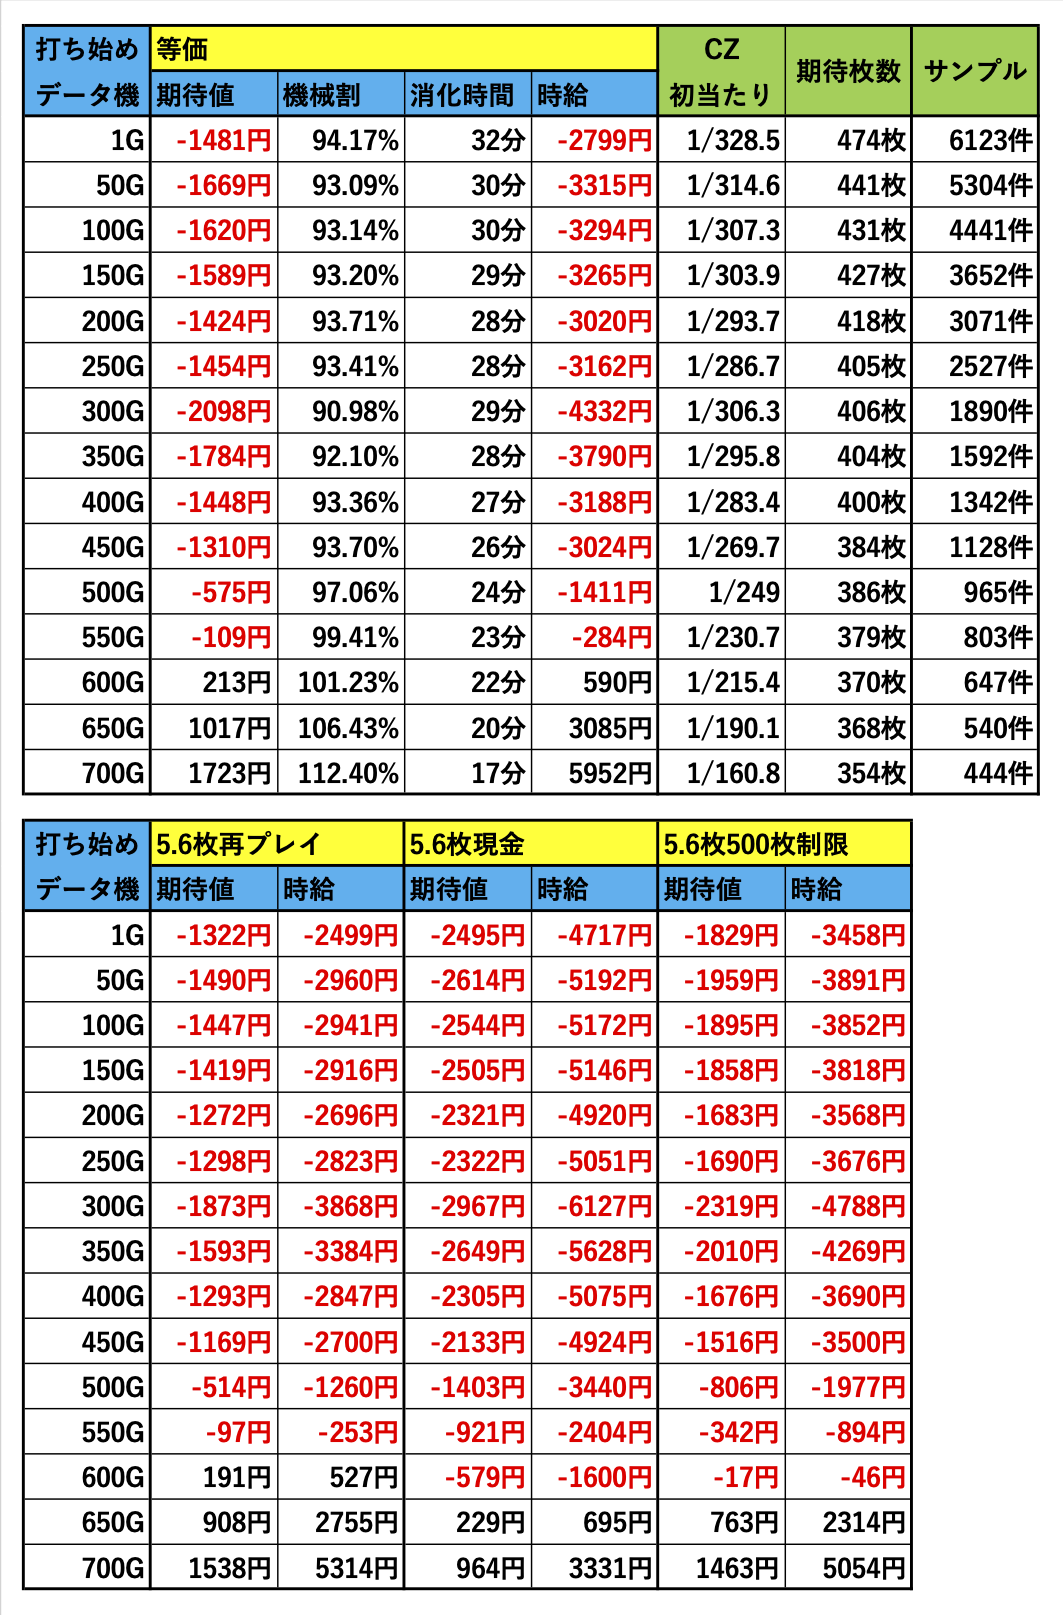 打ち始め 等価 CZ 期待枚数 サンプル
データ機 期待値 機械割 消化時間 時給 初当たり
1G -1481円 94.17% 32分 -2799円 1/328.5 474枚 6123件
50G -1669円 93.09% 30分 -3315円 1/314.6 441枚 5304件
100G -1620円 93.14% 30分 -3294円 1/307.3 431枚 4441件
150G -1589円 93.20% 29分 -3265円 1/303.9 427枚 3652件
200G -1424円 93.71% 28分 -3020円 1/293.7 418枚 3071件
250G -1454円 93.41% 28分 -3162円 1/286.7 405枚 2527件
300G -2098円 90.98% 29分 -4332円 1/306.3 406枚 1890件
350G -1784円 92.10% 28分 -3790円 1/295.8 404枚 1592件
400G -1448円 93.36% 27分 -3188円 1/283.4 400枚 1342件
450G -1310円 93.70% 26分 -3024円 1/269.7 384枚 1128件
500G -575円 97.06% 24分 -1411円 1/249 386枚 965件
550G -109円 99.41% 23分 -284円 1/230.7 379枚 803件
600G 213円 101.23% 22分 590円 1/215.4 370枚 647件
650G 1017円 106.43% 20分 3085円 1/190.1 368枚 540件
700G 1723円 112.40% 17分 5952円 1/160.8 354枚 444件
打ち始め 5.6枚再プレイ 5.6枚現金 5.6枚500枚制限
データ機 期待値 時給 期待値 時給 期待値 時給
1G -1322円 -2499円 -2495円 -4717円 -1829円 -3458円
50G -1490円 -2960円 -2614円 -5192円 -1959円 -3891円
100G -1447円 -2941円 -2544円 -5172円 -1895円 -3852円
150G -1419円 -2916円 -2505円 -5146円 -1858円 -3818円
200G -1272円 -2696円 -2321円 -4920円 -1683円 -3568円
250G -1298円 -2823円 -2322円 -5051円 -1690円 -3676円
300G -1873円 -3868円 -2967円 -6127円 -2319円 -4788円
350G -1593円 -3384円 -2649円 -5628円 -2010円 -4269円
400G -1293円 -2847円 -2305円 -5075円 -1676円 -3690円
450G -1169円 -2700円 -2133円 -4924円 -1516円 -3500円
500G -514円 -1260円 -1403円 -3440円 -806円 -1977円
550G -97円 -253円 -921円 -2404円 -342円 -894円
600G 191円 527円 -579円 -1600円 -17円 -46円
650G 908円 2755円 229円 695円 763円 2314円
700G 1538円 5314円 964円 3331円 1463円 5054円